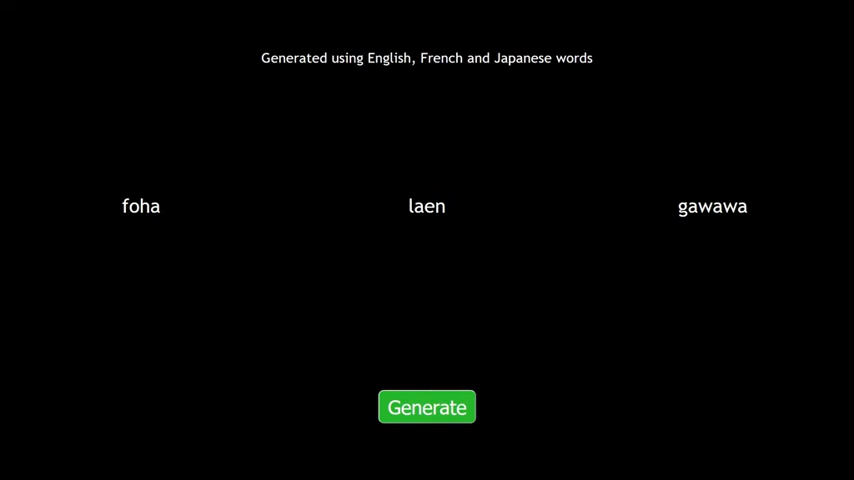 Generated using English, French and Japanese words
foha laen gawawa
Generate